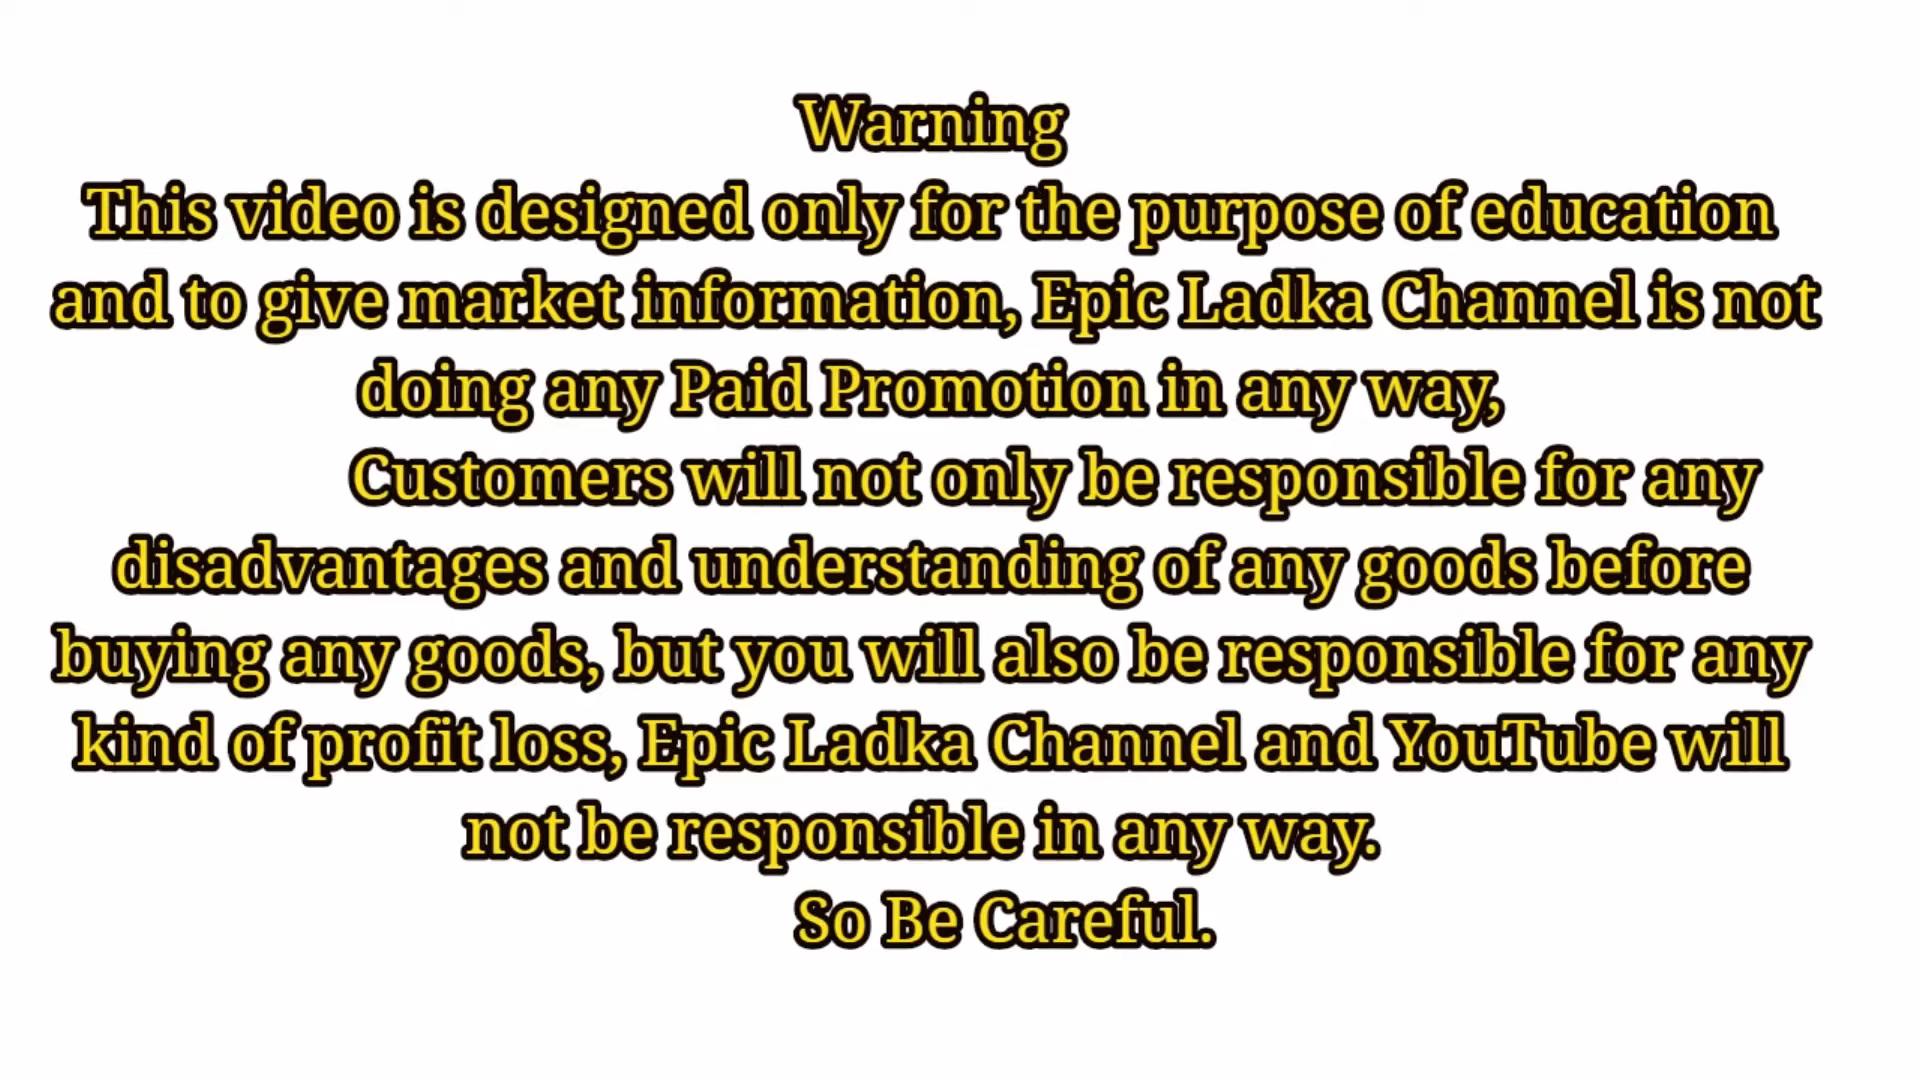 Warning
This video is designed only for the purpose of education
and to give market information, Epic Ladka Channel is not
doing any Paid Promotion in any way,
Customers will not only be responsible for any
disadvantages and understanding of any goods before
buying any goods, but you will also be responsible for any
kind of profit loss, Epic Ladka Channel and YouTube will
not be responsible in any way.
So Be Careful.